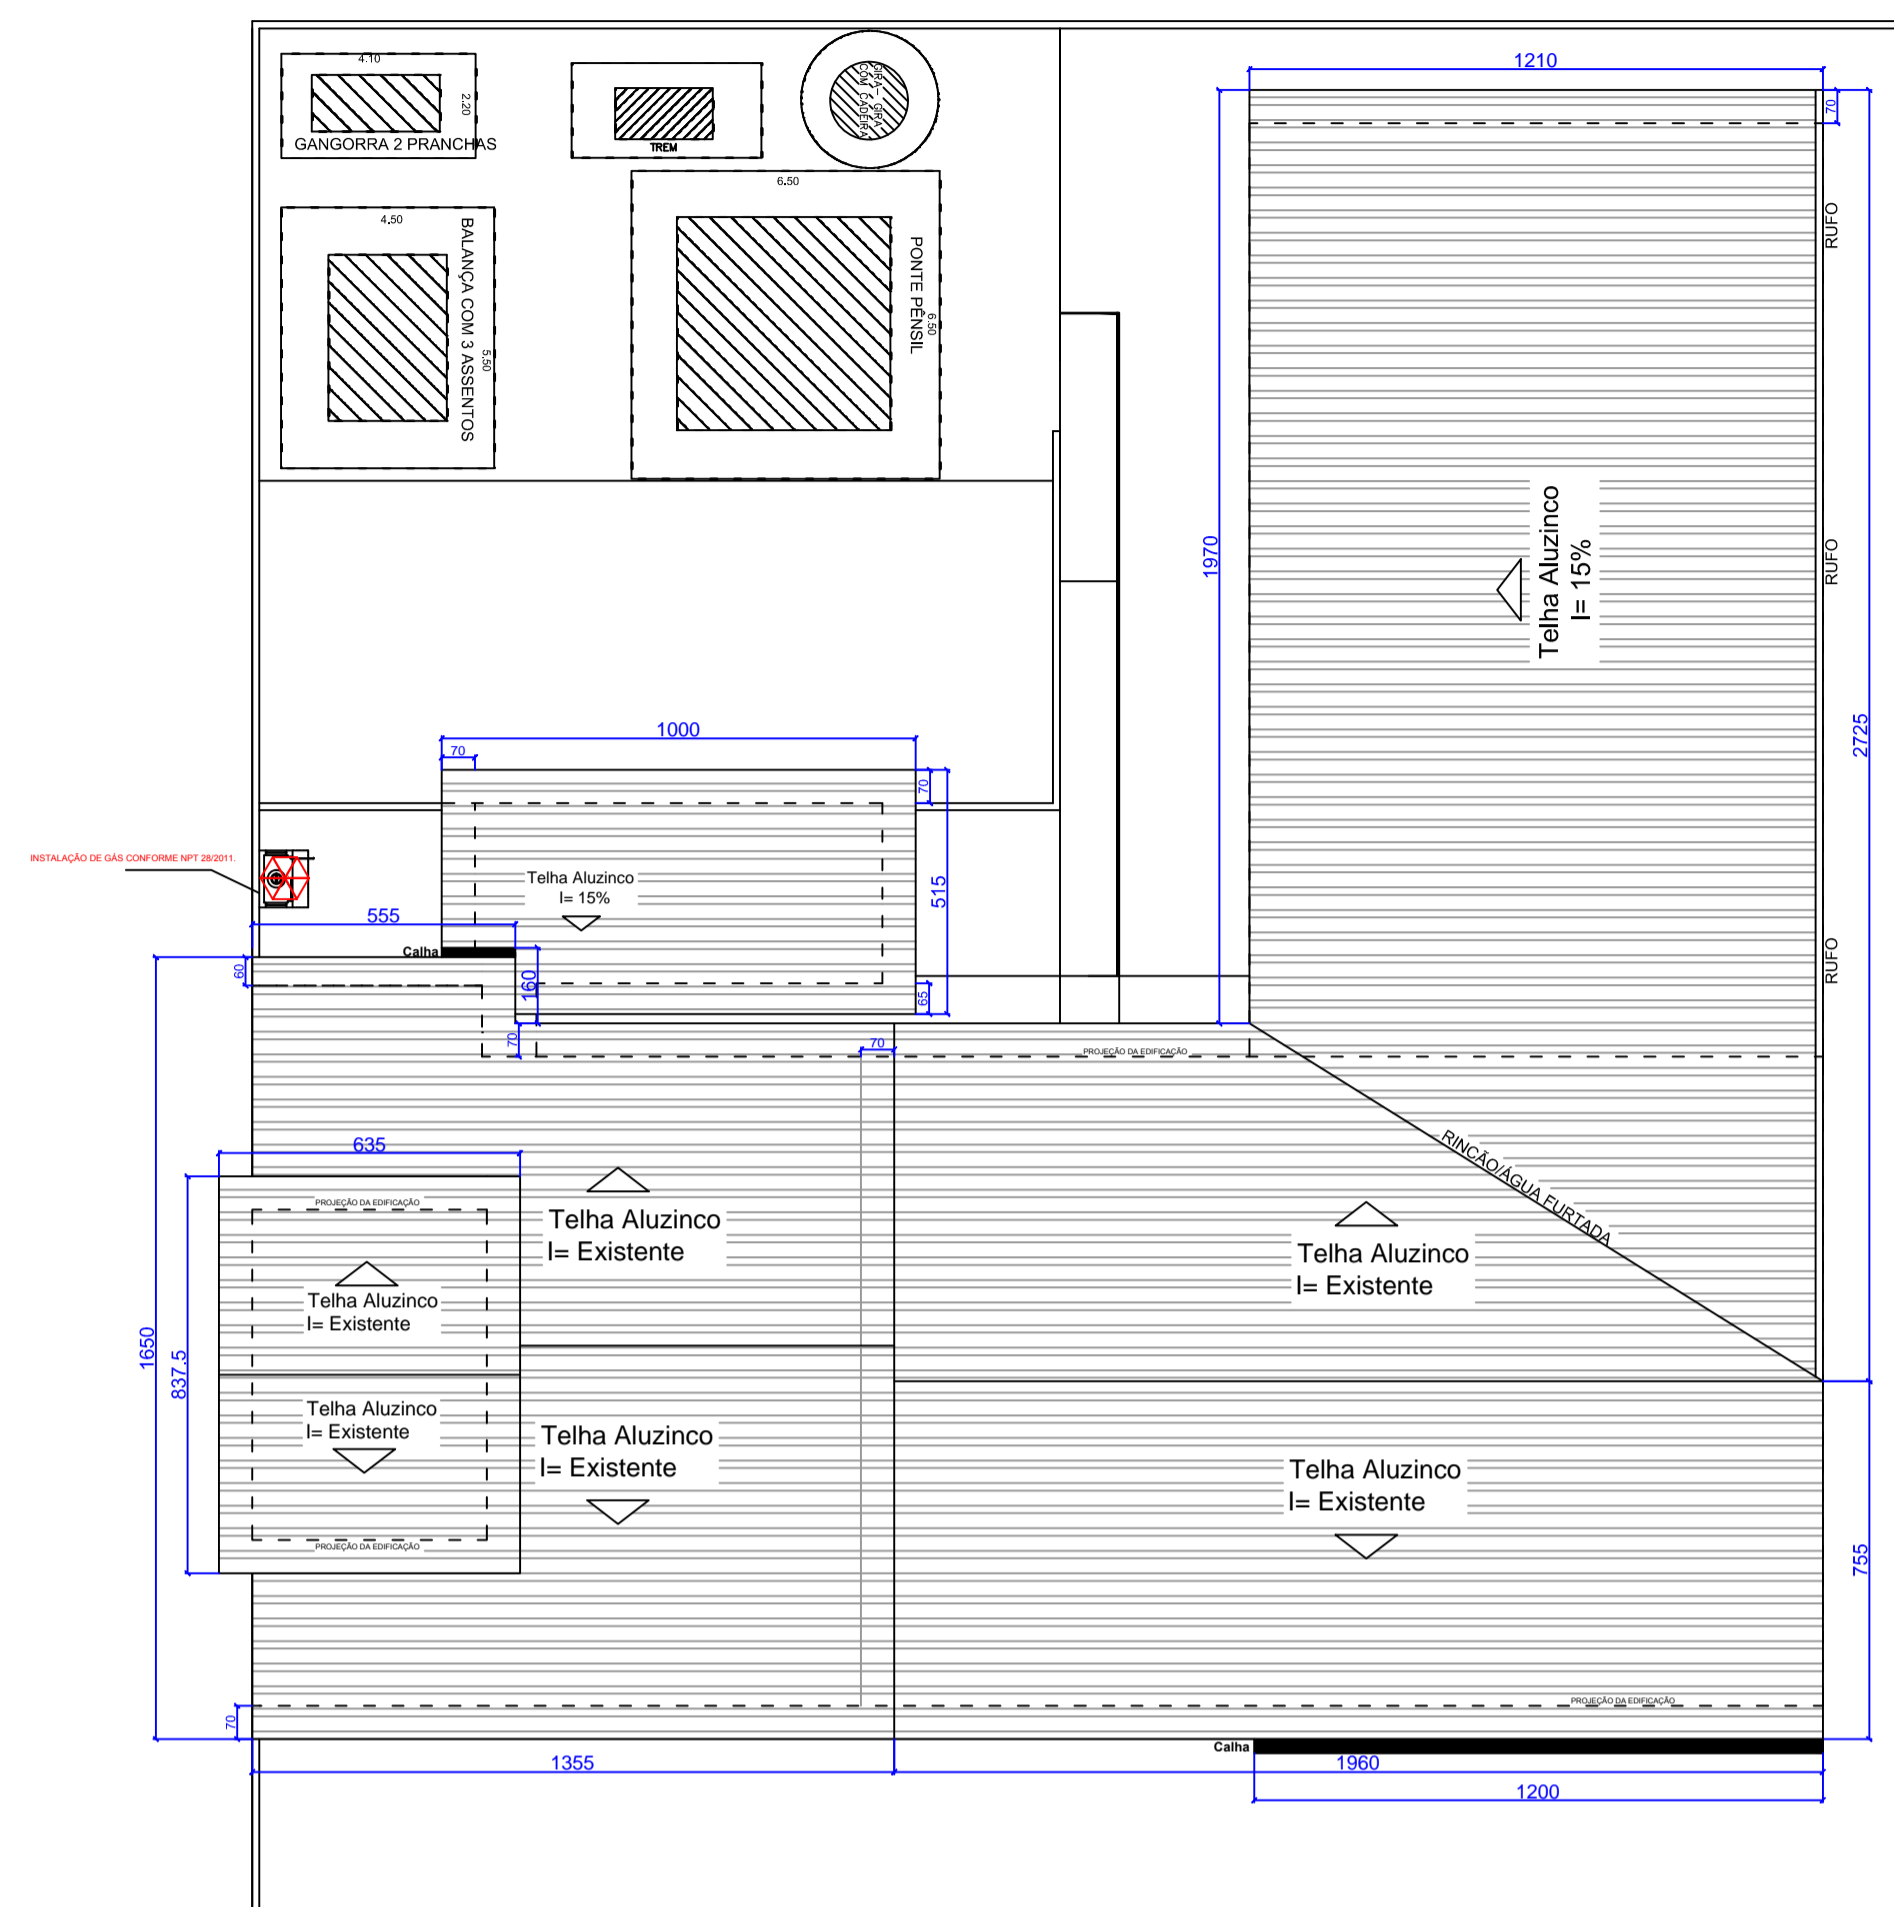 4.10
2.20
GANGORRA 2 PRANCHAS
TREM
GIRA- GIRA
COM CADEIRA
1210
70
6.50
4.50
BALANÇA COM 3 ASSENTOS
5.50
PONTE PÊNSIL
6.50
RUFO
Telha Aluzinco
I= 15%
1970
RUFO
2725
1000
70
70
INSTALAÇÃO DE GÁS CONFORME NPT 28/2011.
Telha Aluzinco
I= 15%
515
555
Calha
RUFO
60
160
65
70
70
PROJEÇÃO DA EDIFICAÇÃO
635
RINCÃO/ÁGUA FURTADA
PROJEÇÃO DA EDIFICAÇÃO
Telha Aluzinco
I= Existente
Telha Aluzinco
I= Existente
Telha Aluzinco
I= Existente
1650
837.5
Telha Aluzinco
I= Existente
Telha Aluzinco
I= Existente
Telha Aluzinco
I= Existente
PROJEÇÃO DA EDIFICAÇÃO
755
PROJEÇÃO DA EDIFICAÇÃO
70
Calha
1355
1960
1200